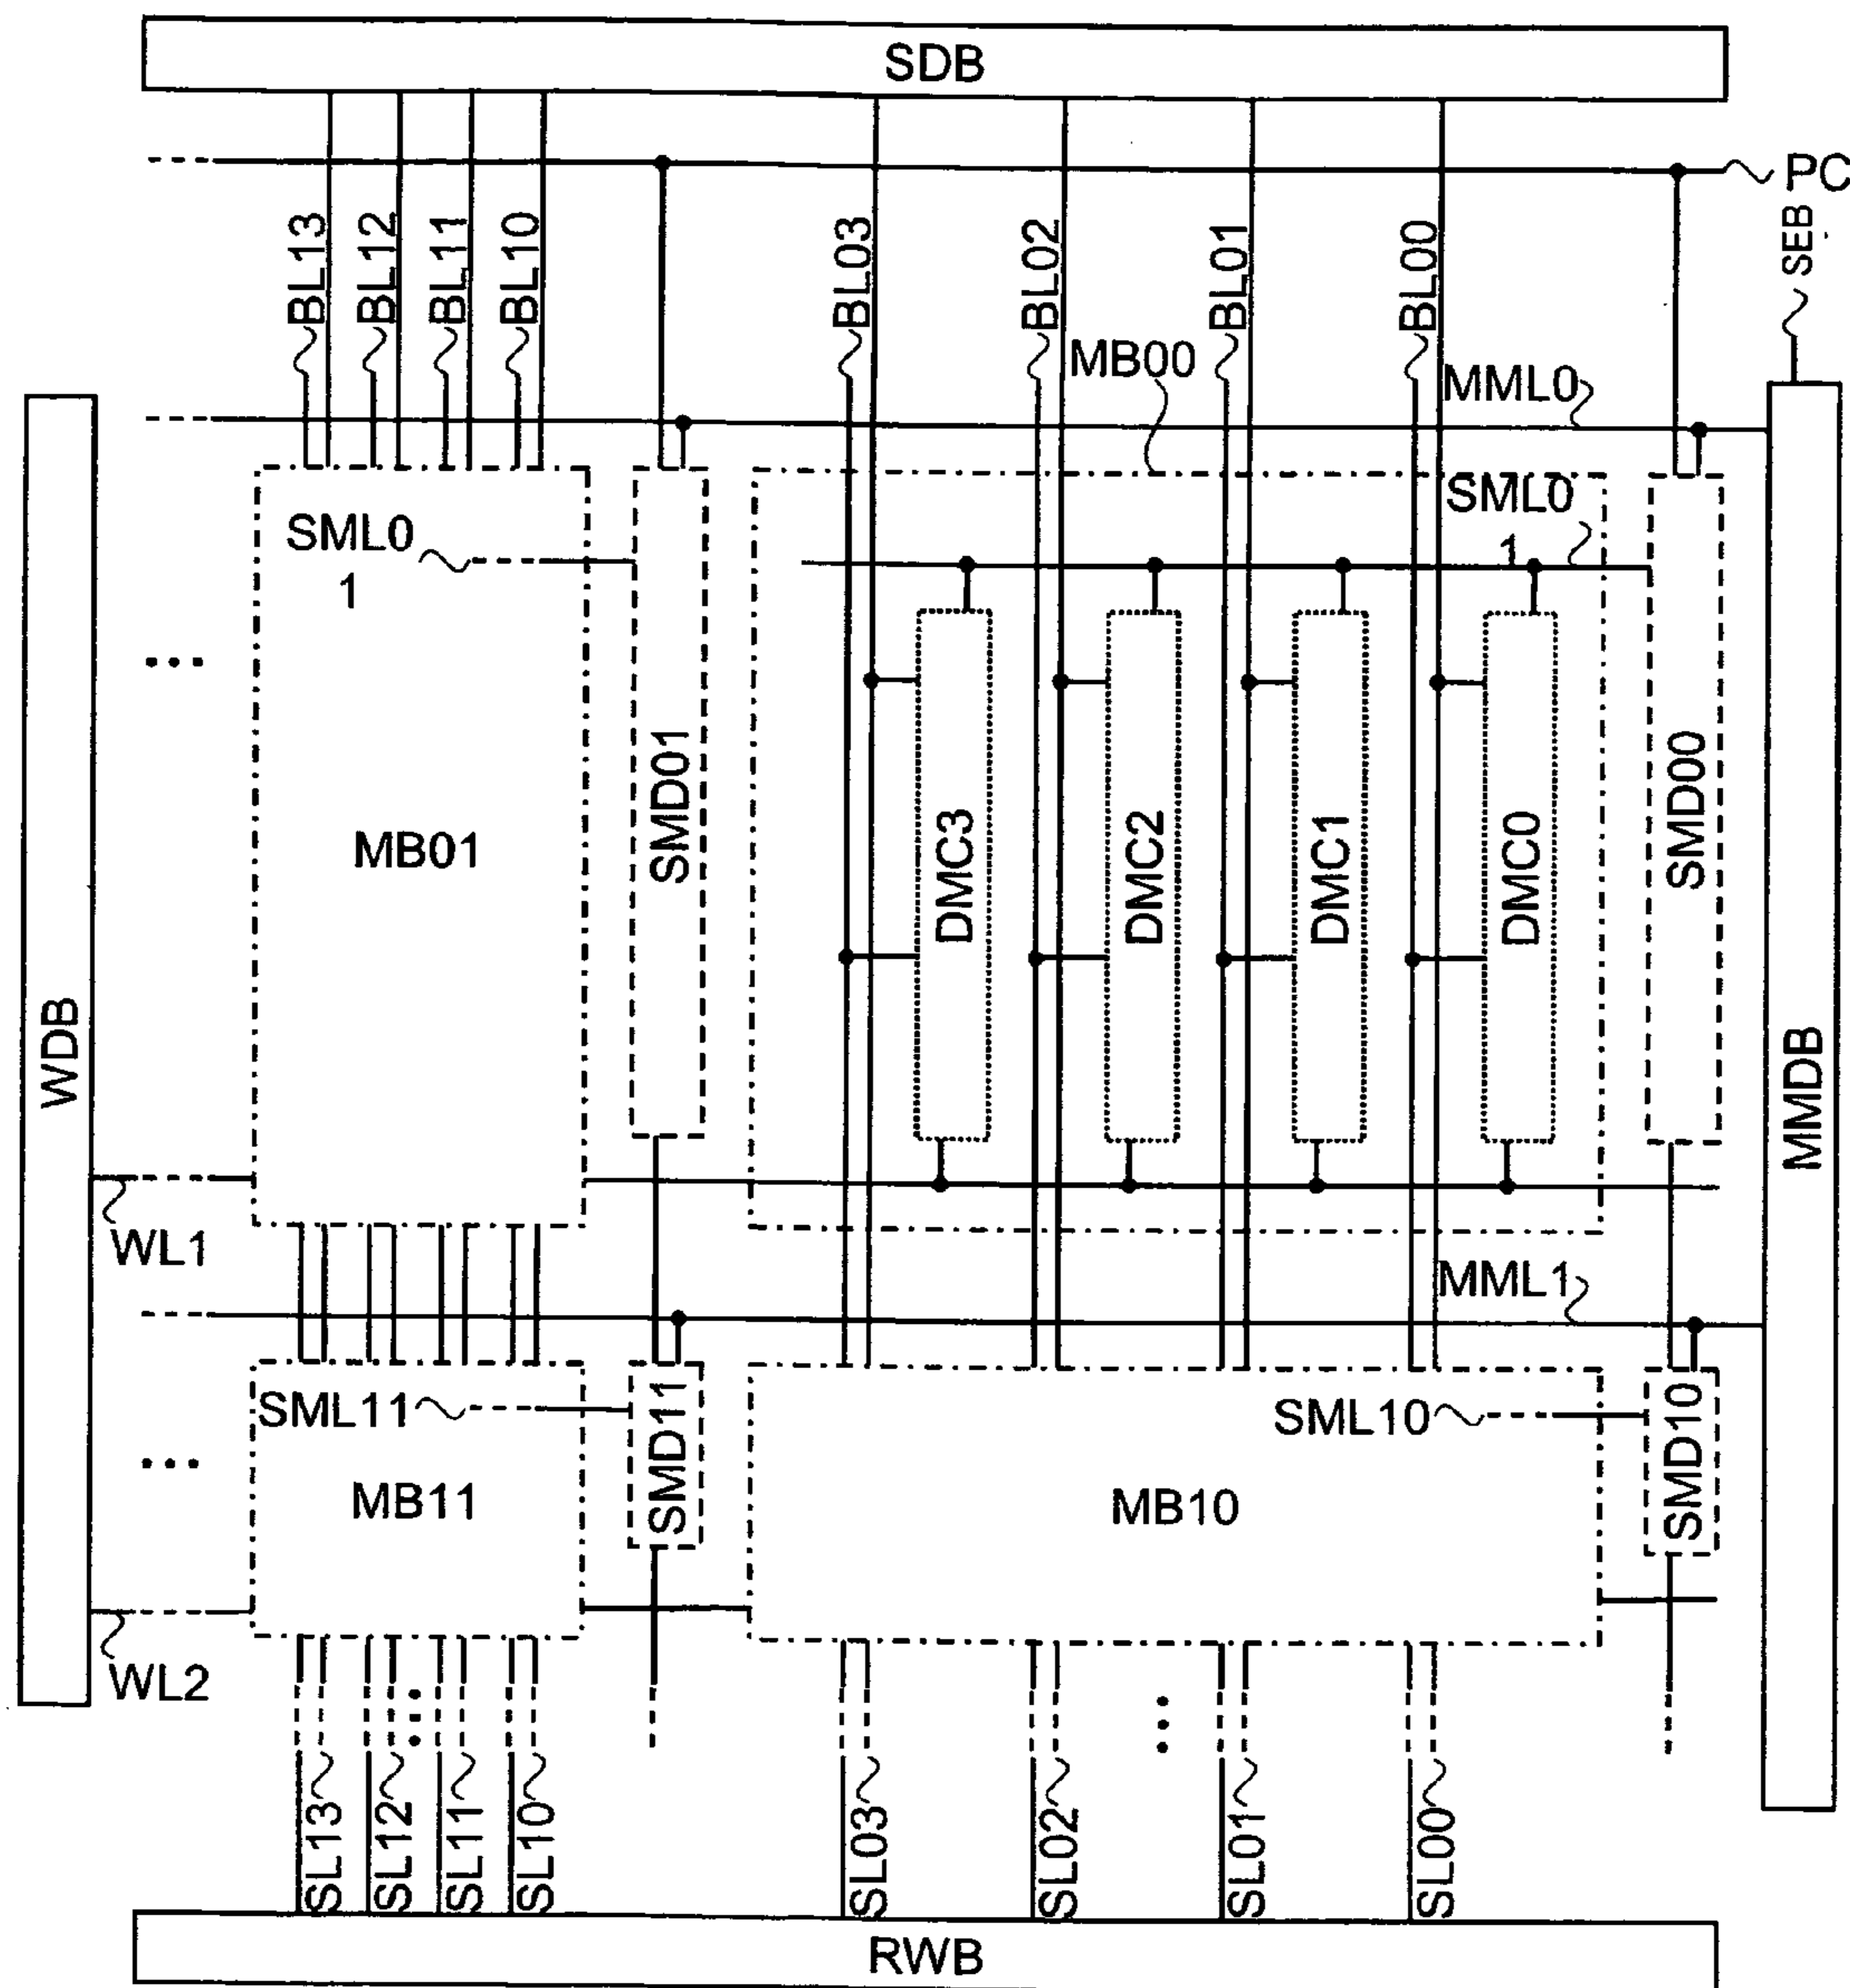 SDB
PC
SEB
BL13
BL12
BL11
BL10
BL03
BL02
BL01
BL00
MB00
MML0
SML0
1
SML0
1
...
MB01
SMD01
DMC3
DMC2
DMC1
DMC0
SMD00
WDB
MMDB
WL1
MML1
SML11
SMD11
SML10
SMD10
...
MB11
MB10
WL2
...
...
SL13
SL12
SL11
SL10
SL03
SL02
SL01
SL00
RWB